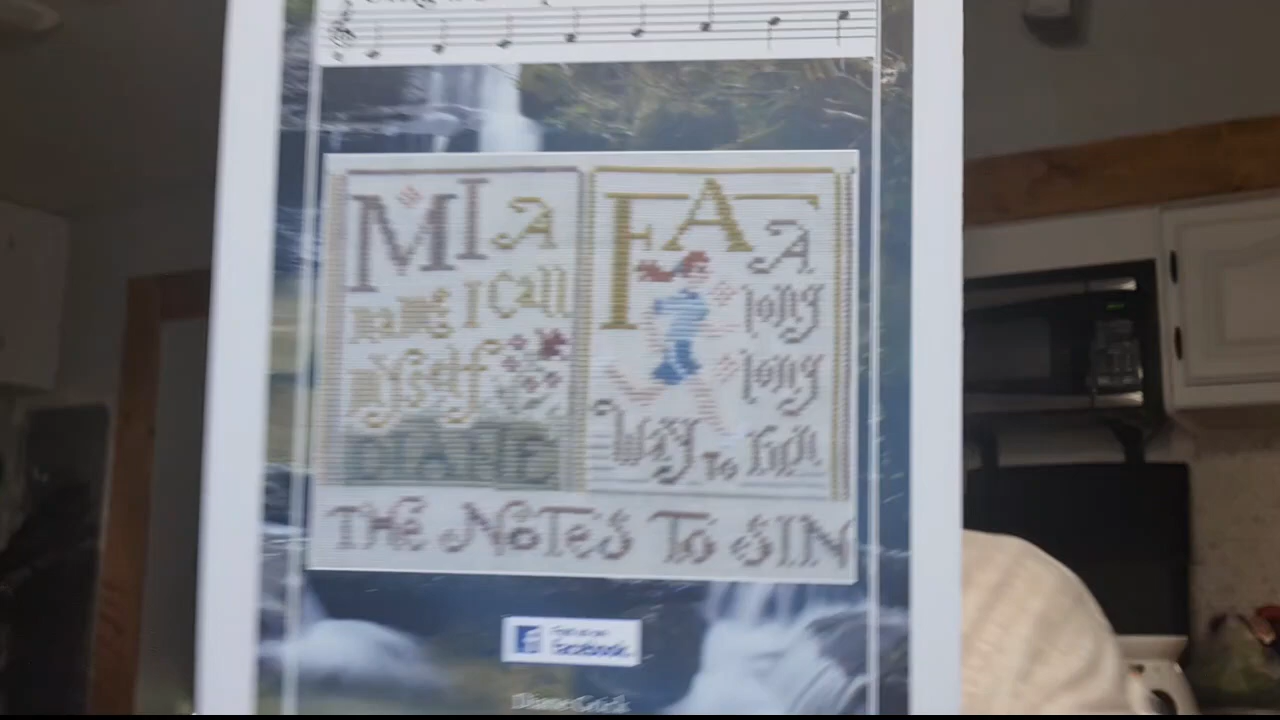 MI A
name I Call
myself
DIANE
FA A
long
long
Way To run
THE NOTES TO SIN
facebook